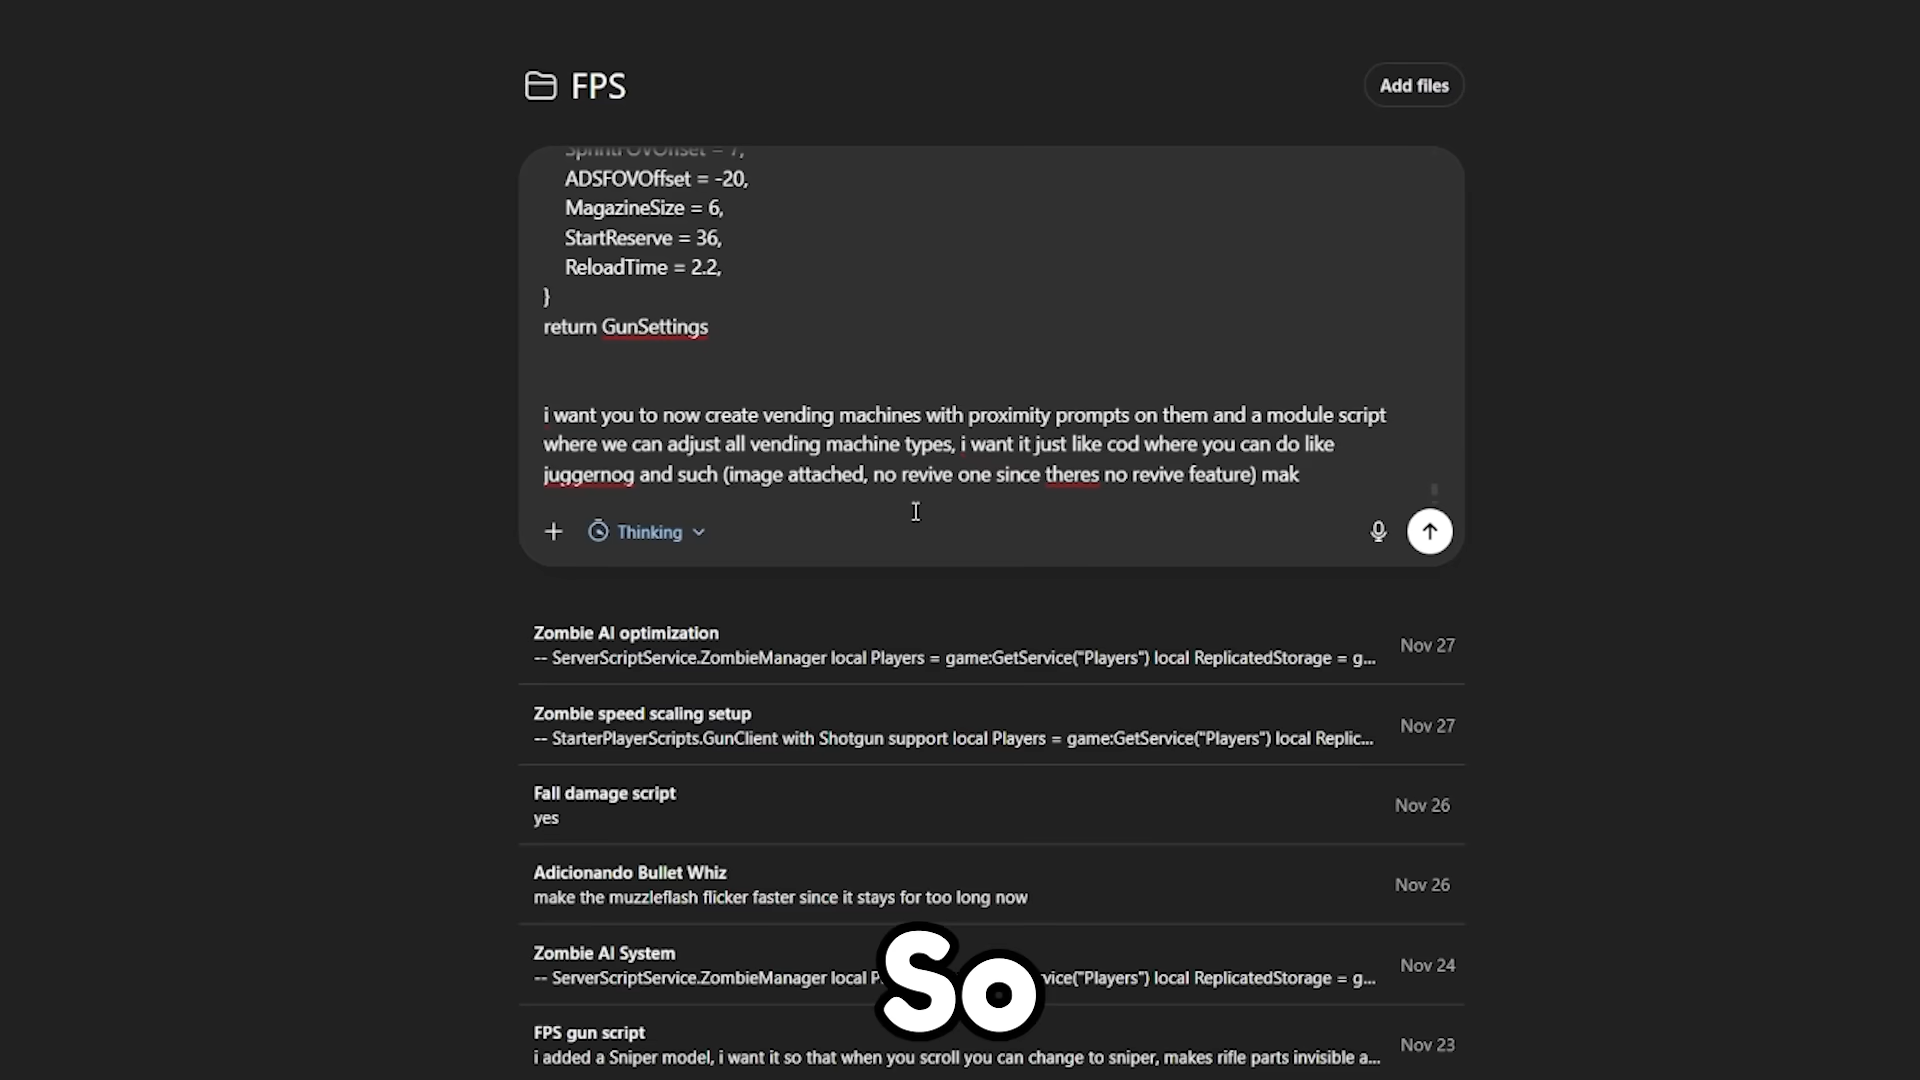 FPS
Add files
SprintFOVOffset = 7,
ADSFOVOffset = -20,
MagazineSize = 6,
StartReserve = 36,
ReloadTime = 2.2,
}
return GunSettings
i want you to now create vending machines with proximity prompts on them and a module script
where we can adjust all vending machine types, i want it just like cod where you can do like
juggernog and such (image attached, no revive one since theres no revive feature) mak
Thinking
Zombie AI optimization
-- ServerScriptService.ZombieManager local Players = game:GetService("Players") local ReplicatedStorage = g...
Nov 27
Zombie speed scaling setup
-- StarterPlayerScripts.GunClient with Shotgun support local Players = game:GetService("Players") local Replic...
Nov 27
Fall damage script
yes
Nov 26
Adicionando Bullet Whiz
make the muzzleflash flicker faster since it stays for too long now
Nov 26
Zombie AI System
-- ServerScriptService.ZombieManager local P vice("Players") local ReplicatedStorage = g...
Nov 24
So
FPS gun script
i added a Sniper model, i want it so that when you scroll you can change to sniper, makes rifle parts invisible a...
Nov 23